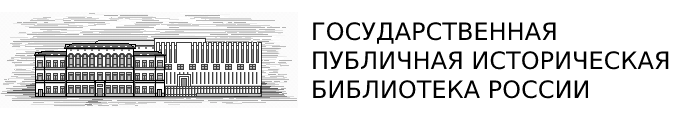 ГОСУДАРСТВЕННАЯ
ПУБЛИЧНАЯ ИСТОРИЧЕСКАЯ
БИБЛИОТЕКА РОССИИ